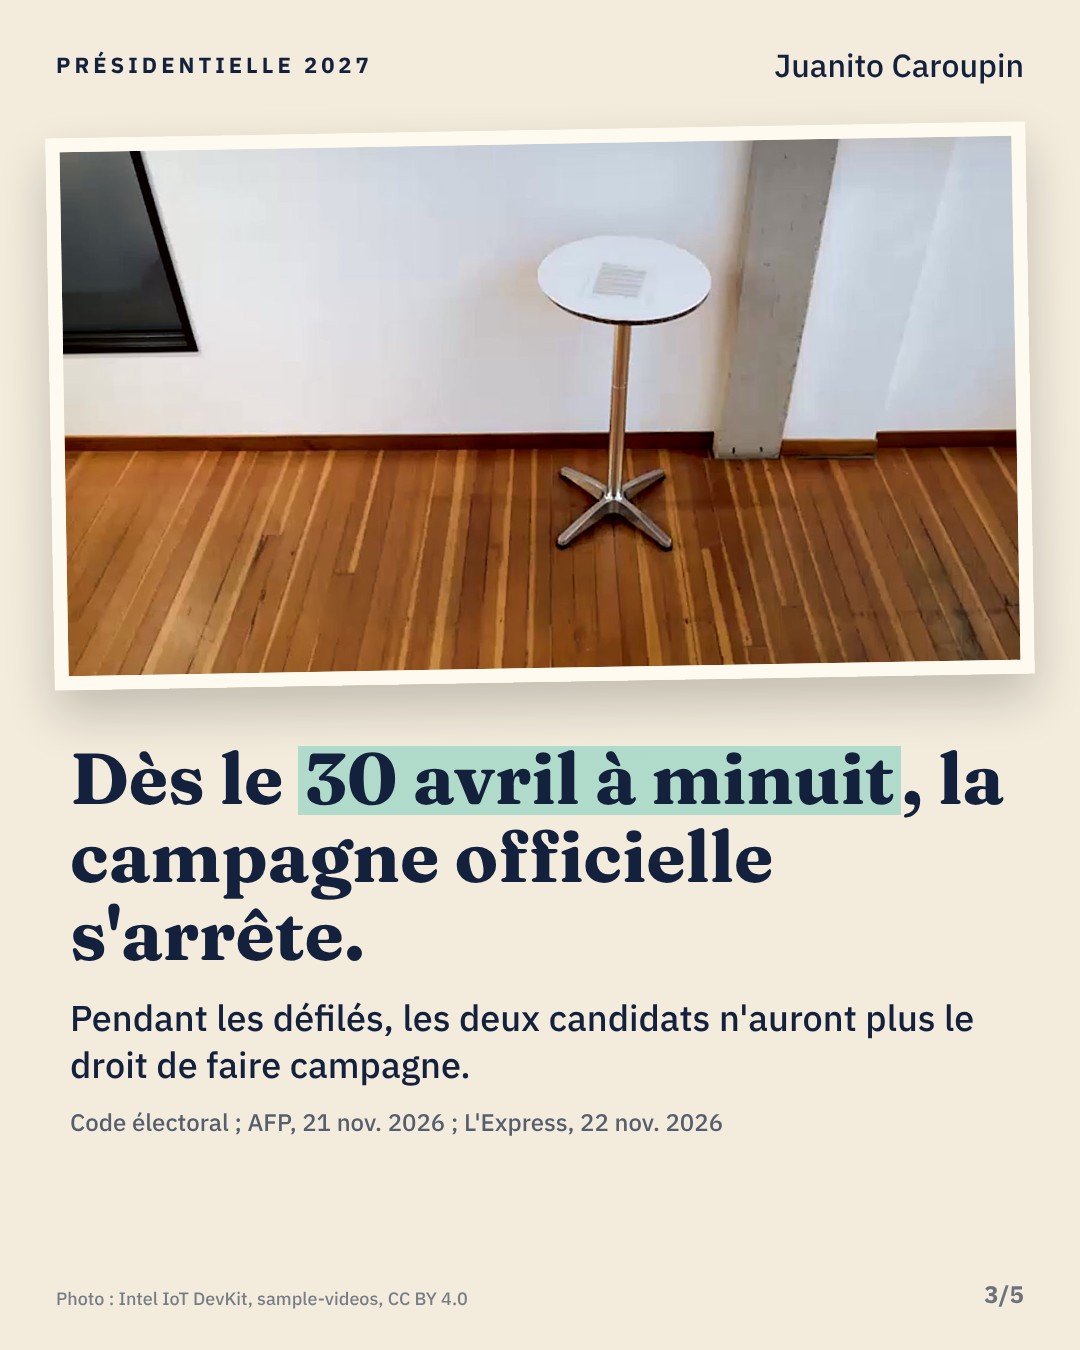 PRÉSIDENTIELLE 2027
Juanito Caroupin
Dès le 30 avril à minuit, la
campagne officielle
s'arrête.
Pendant les défilés, les deux candidats n'auront plus le
droit de faire campagne.
Code électoral ; AFP, 21 nov. 2026 ; L'Express, 22 nov. 2026
Photo : Intel IoT DevKit, sample-videos, CC BY 4.0
3/5